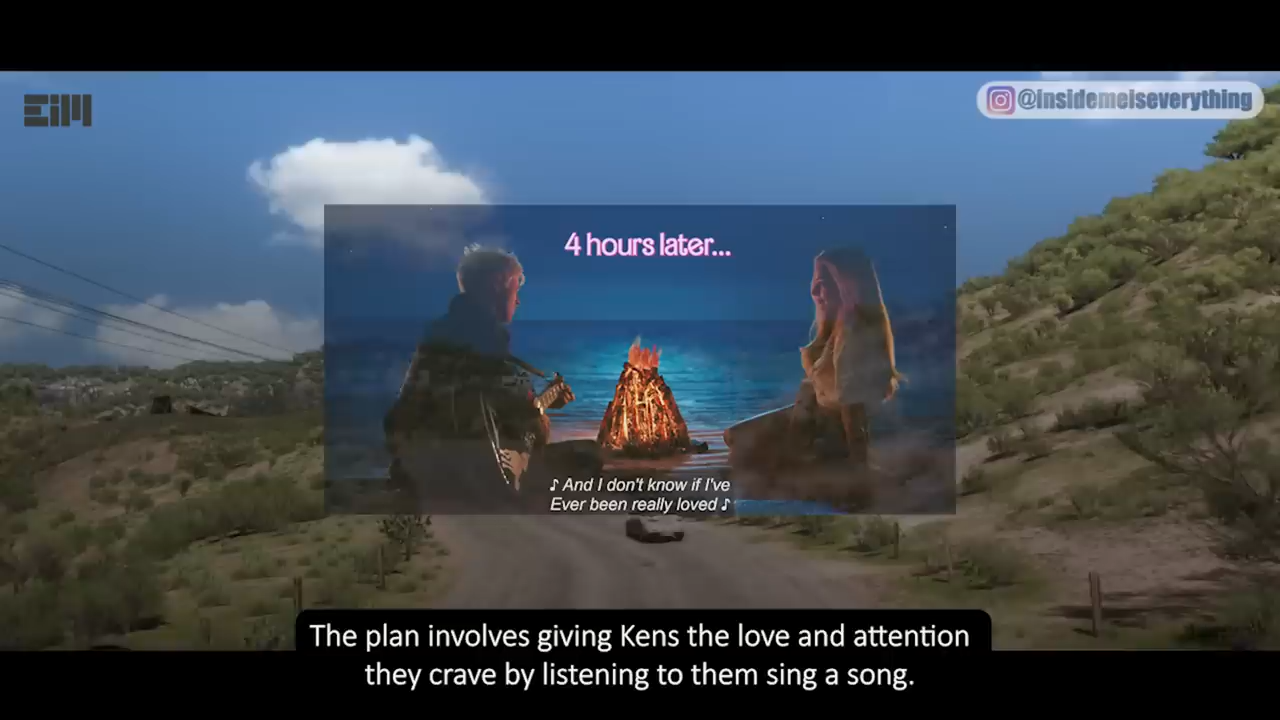 EiM
@insidemeiseverything
4 hours later...
♪ And I don't know if I've
Ever been really loved ♪
The plan involves giving Kens the love and attention
they crave by listening to them sing a song.